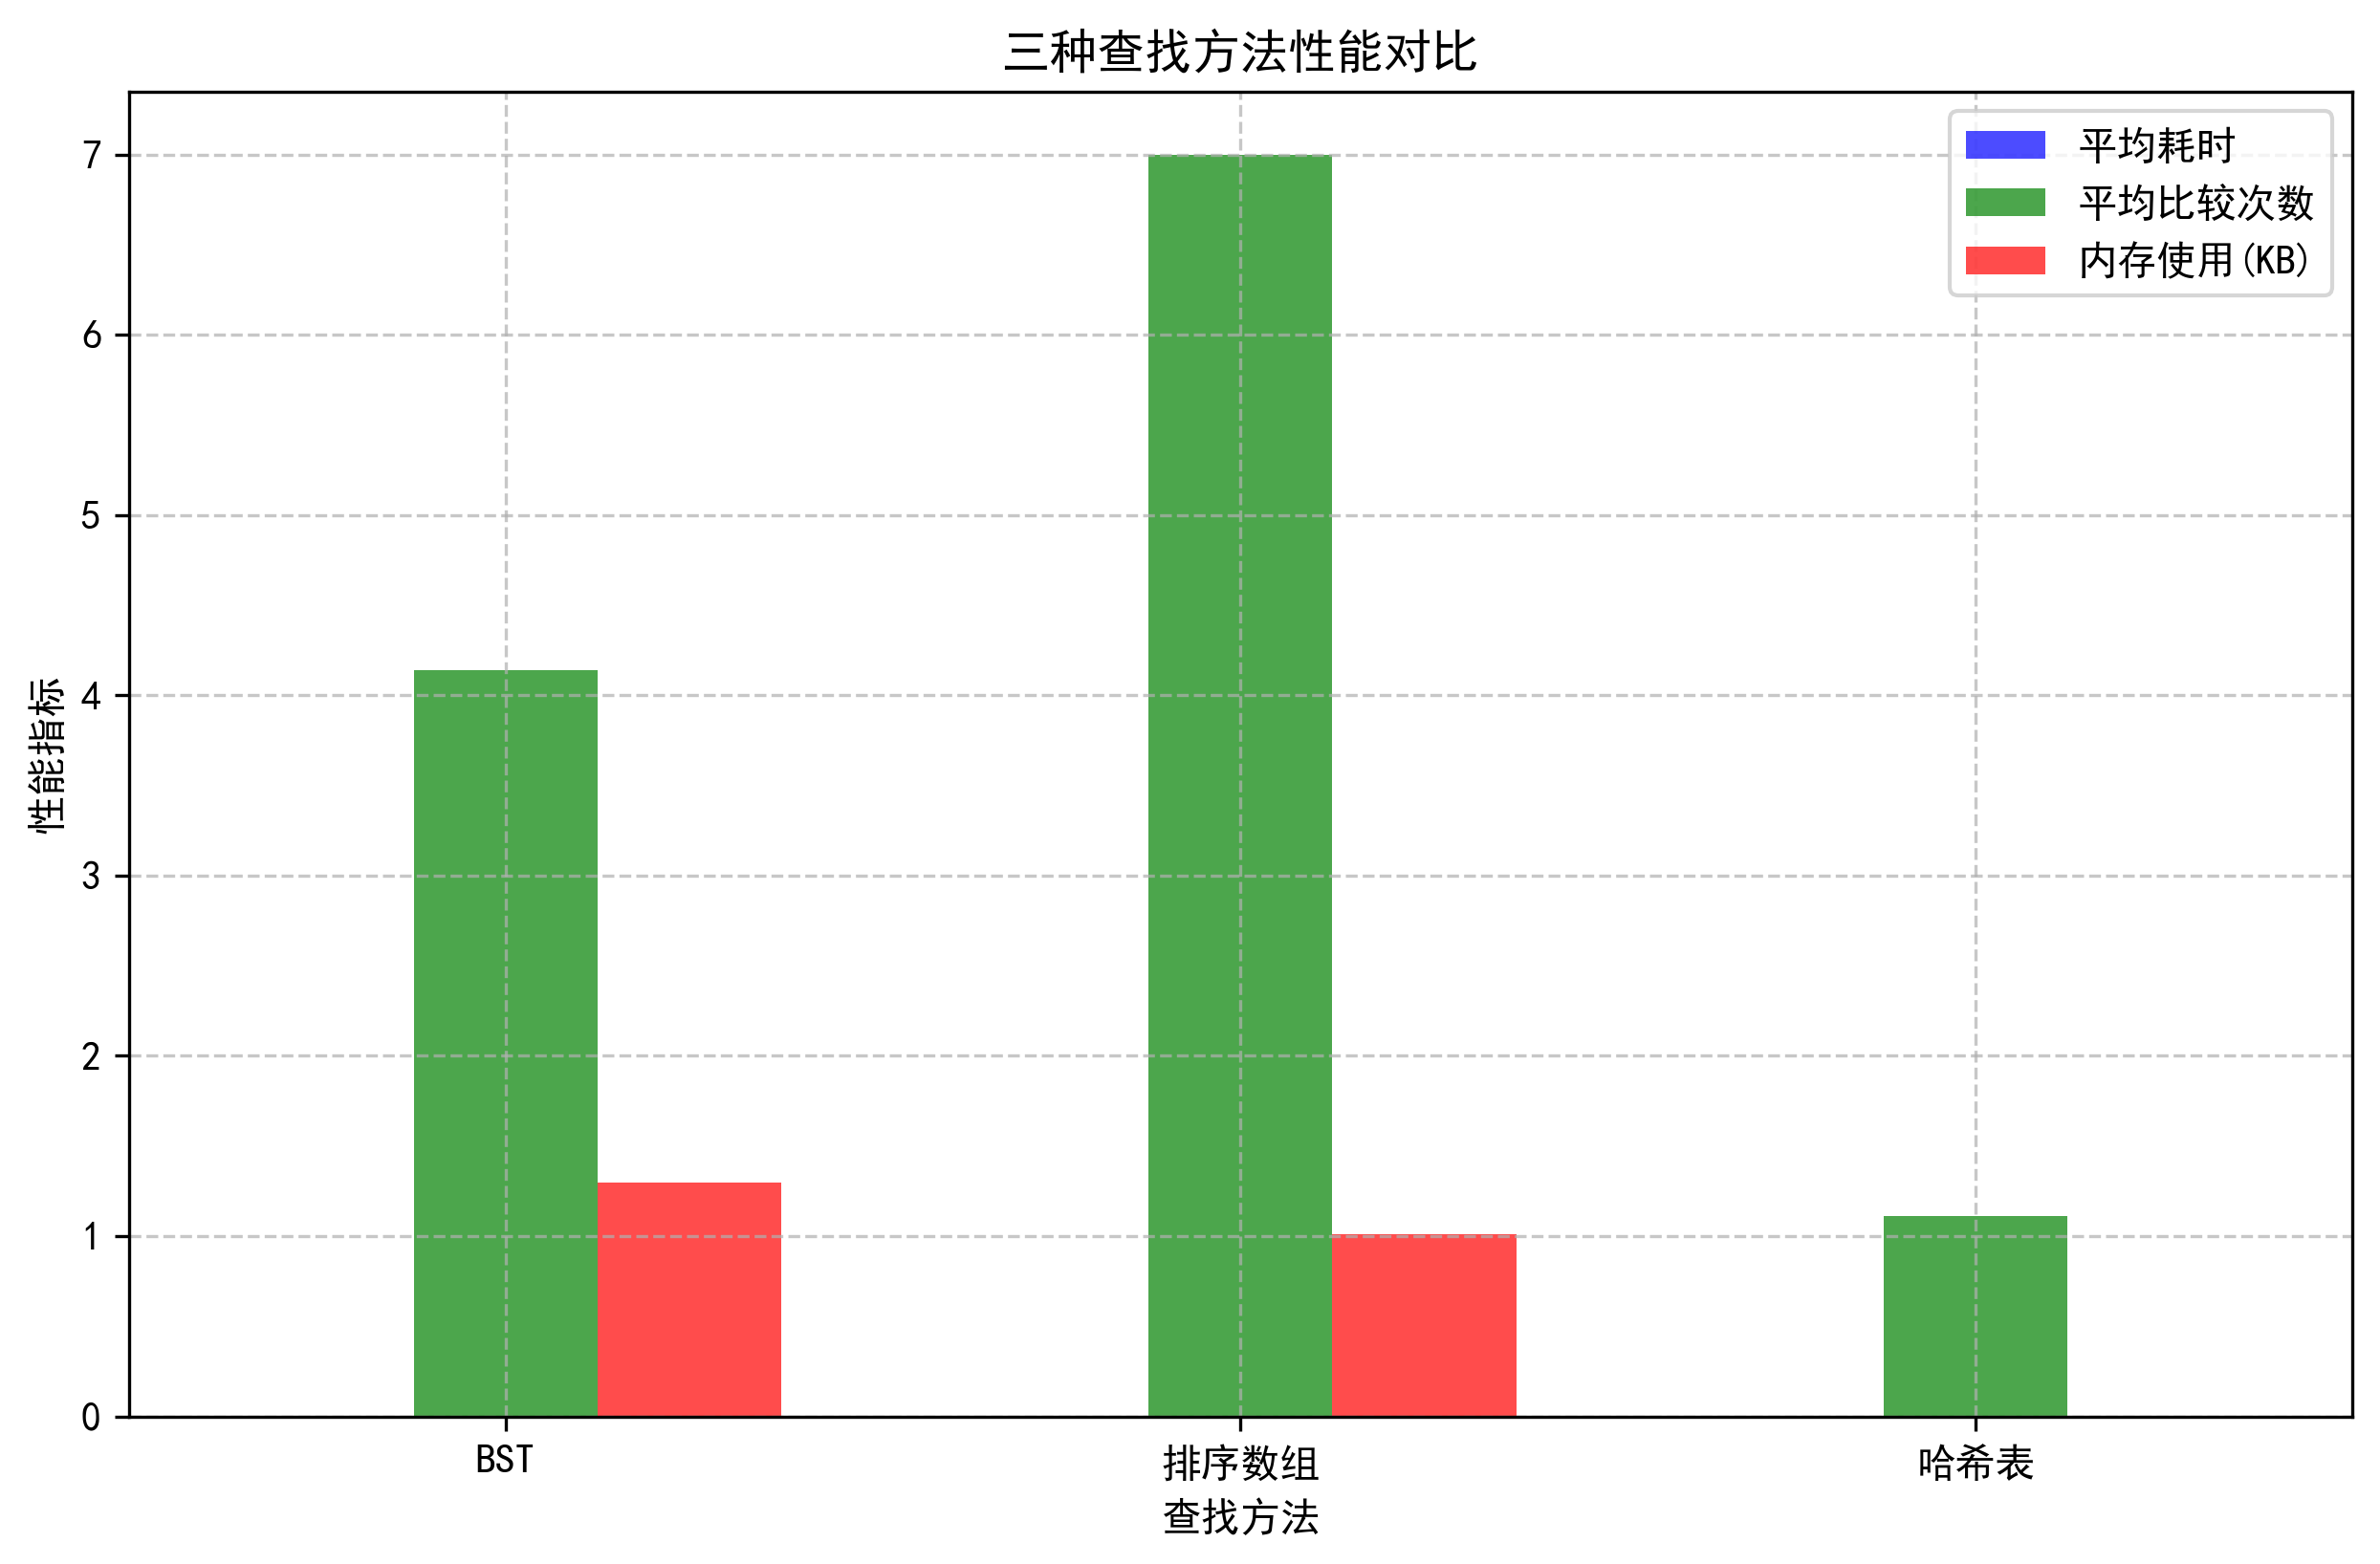 三种查找方法性能对比
平均耗时
平均比较次数
内存使用(KB)
性能指标
7
6
5
4
3
2
1
0
BST
排序数组
哈希表
查找方法